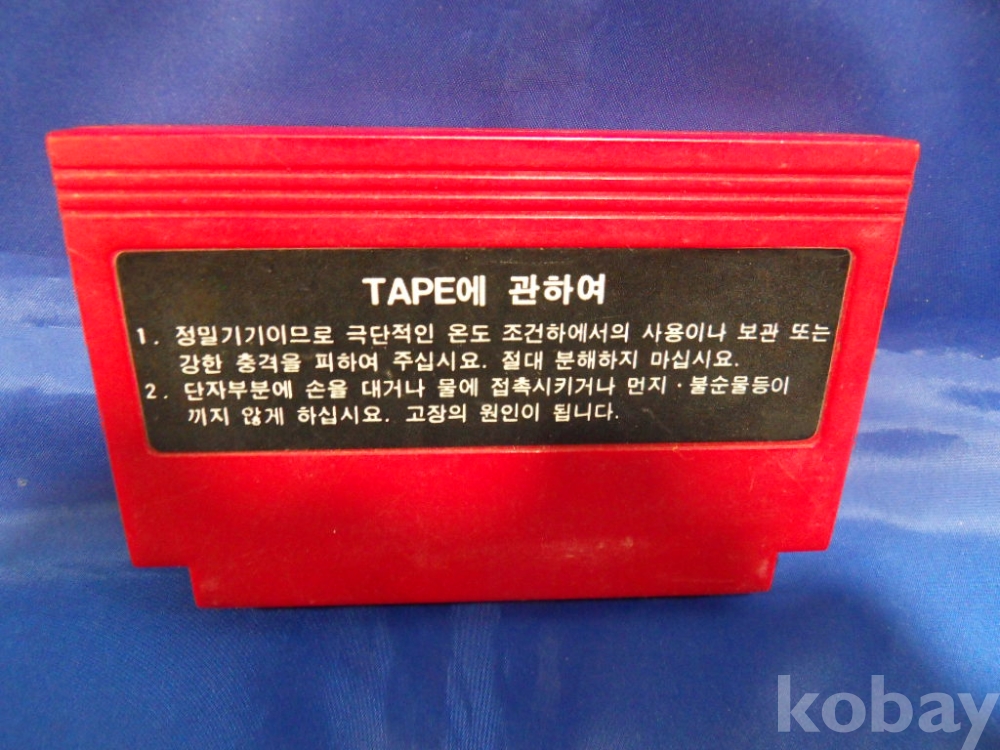 TAPE에 관하여
1. 정밀기기이므로 극단적인 온도 조건하에서의 사용이나 보관 또는
강한 충격을 피하여 주십시요. 절대 분해하지 마십시요.
2. 단자부분에 손을 대거나 물에 접촉시키거나 먼지·불순물등이
끼지 않게 하십시요. 고장의 원인이 됩니다.
kobay